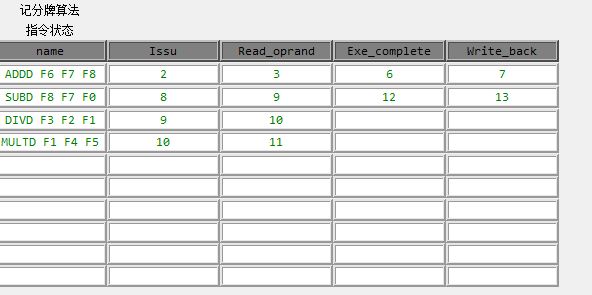 记分牌算法
指令状态
name Issu Read_oprand Exe_complete Write_back
ADDD F6 F7 F8 2 3 6 7
SUBD F8 F7 F0 8 9 12 13
DIVD F3 F2 F1 9 10
MULTD F1 F4 F5 10 11